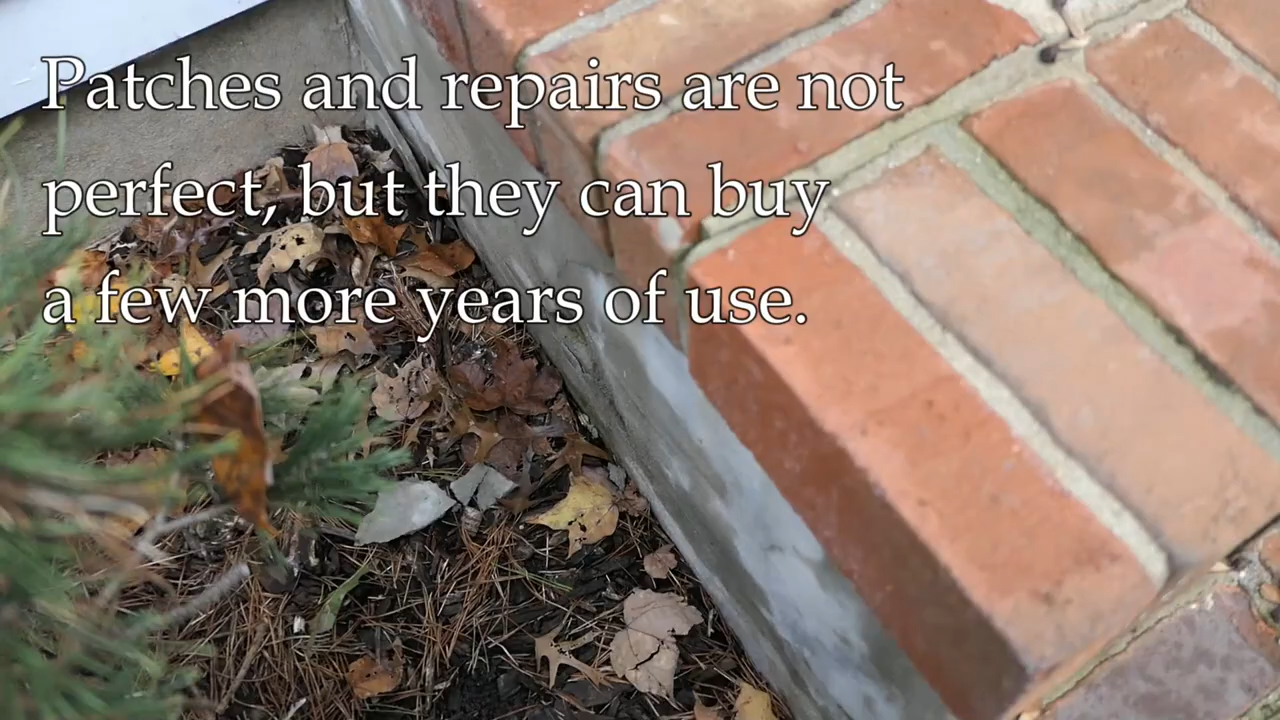 Patches and repairs are not
perfect, but they can buy
a few more years of use.